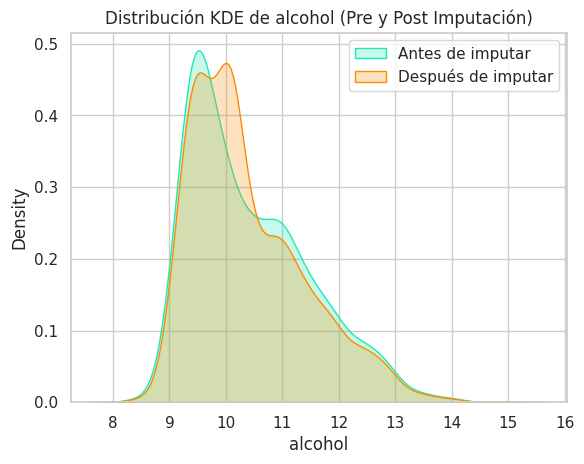 Distribución KDE de alcohol (Pre y Post Imputación)
Antes de imputar
Después de imputar
Density
0.5
0.4
0.3
0.2
0.1
0.0
8 9 10 11 12 13 14 15 16
alcohol